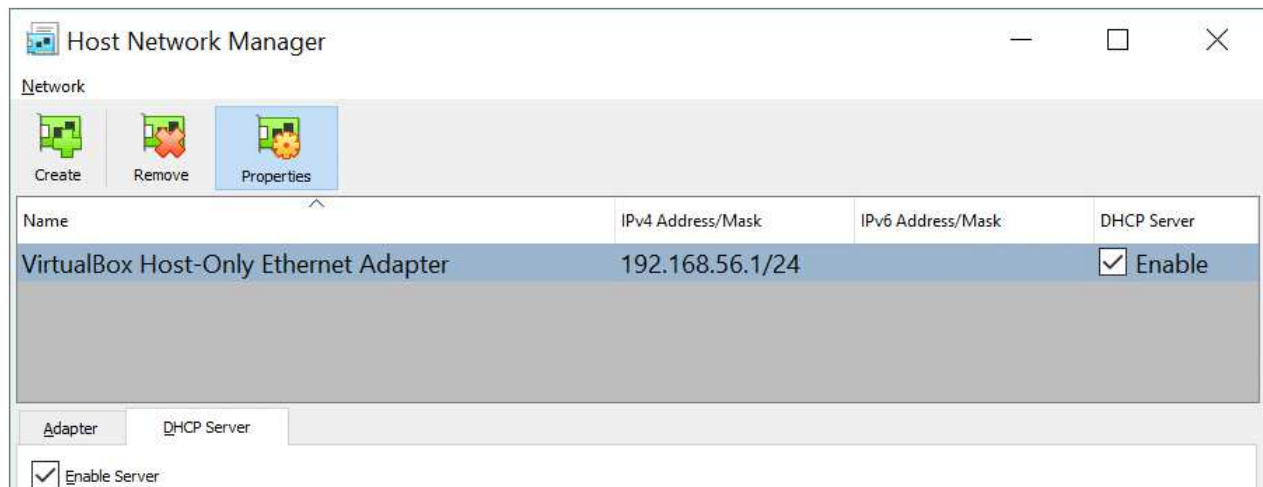 Host Network Manager
Network
Create Remove Properties
Name IPv4 Address/Mask IPv6 Address/Mask DHCP Server
VirtualBox Host-Only Ethernet Adapter 192.168.56.1/24 Enable
Adapter DHCP Server
Enable Server